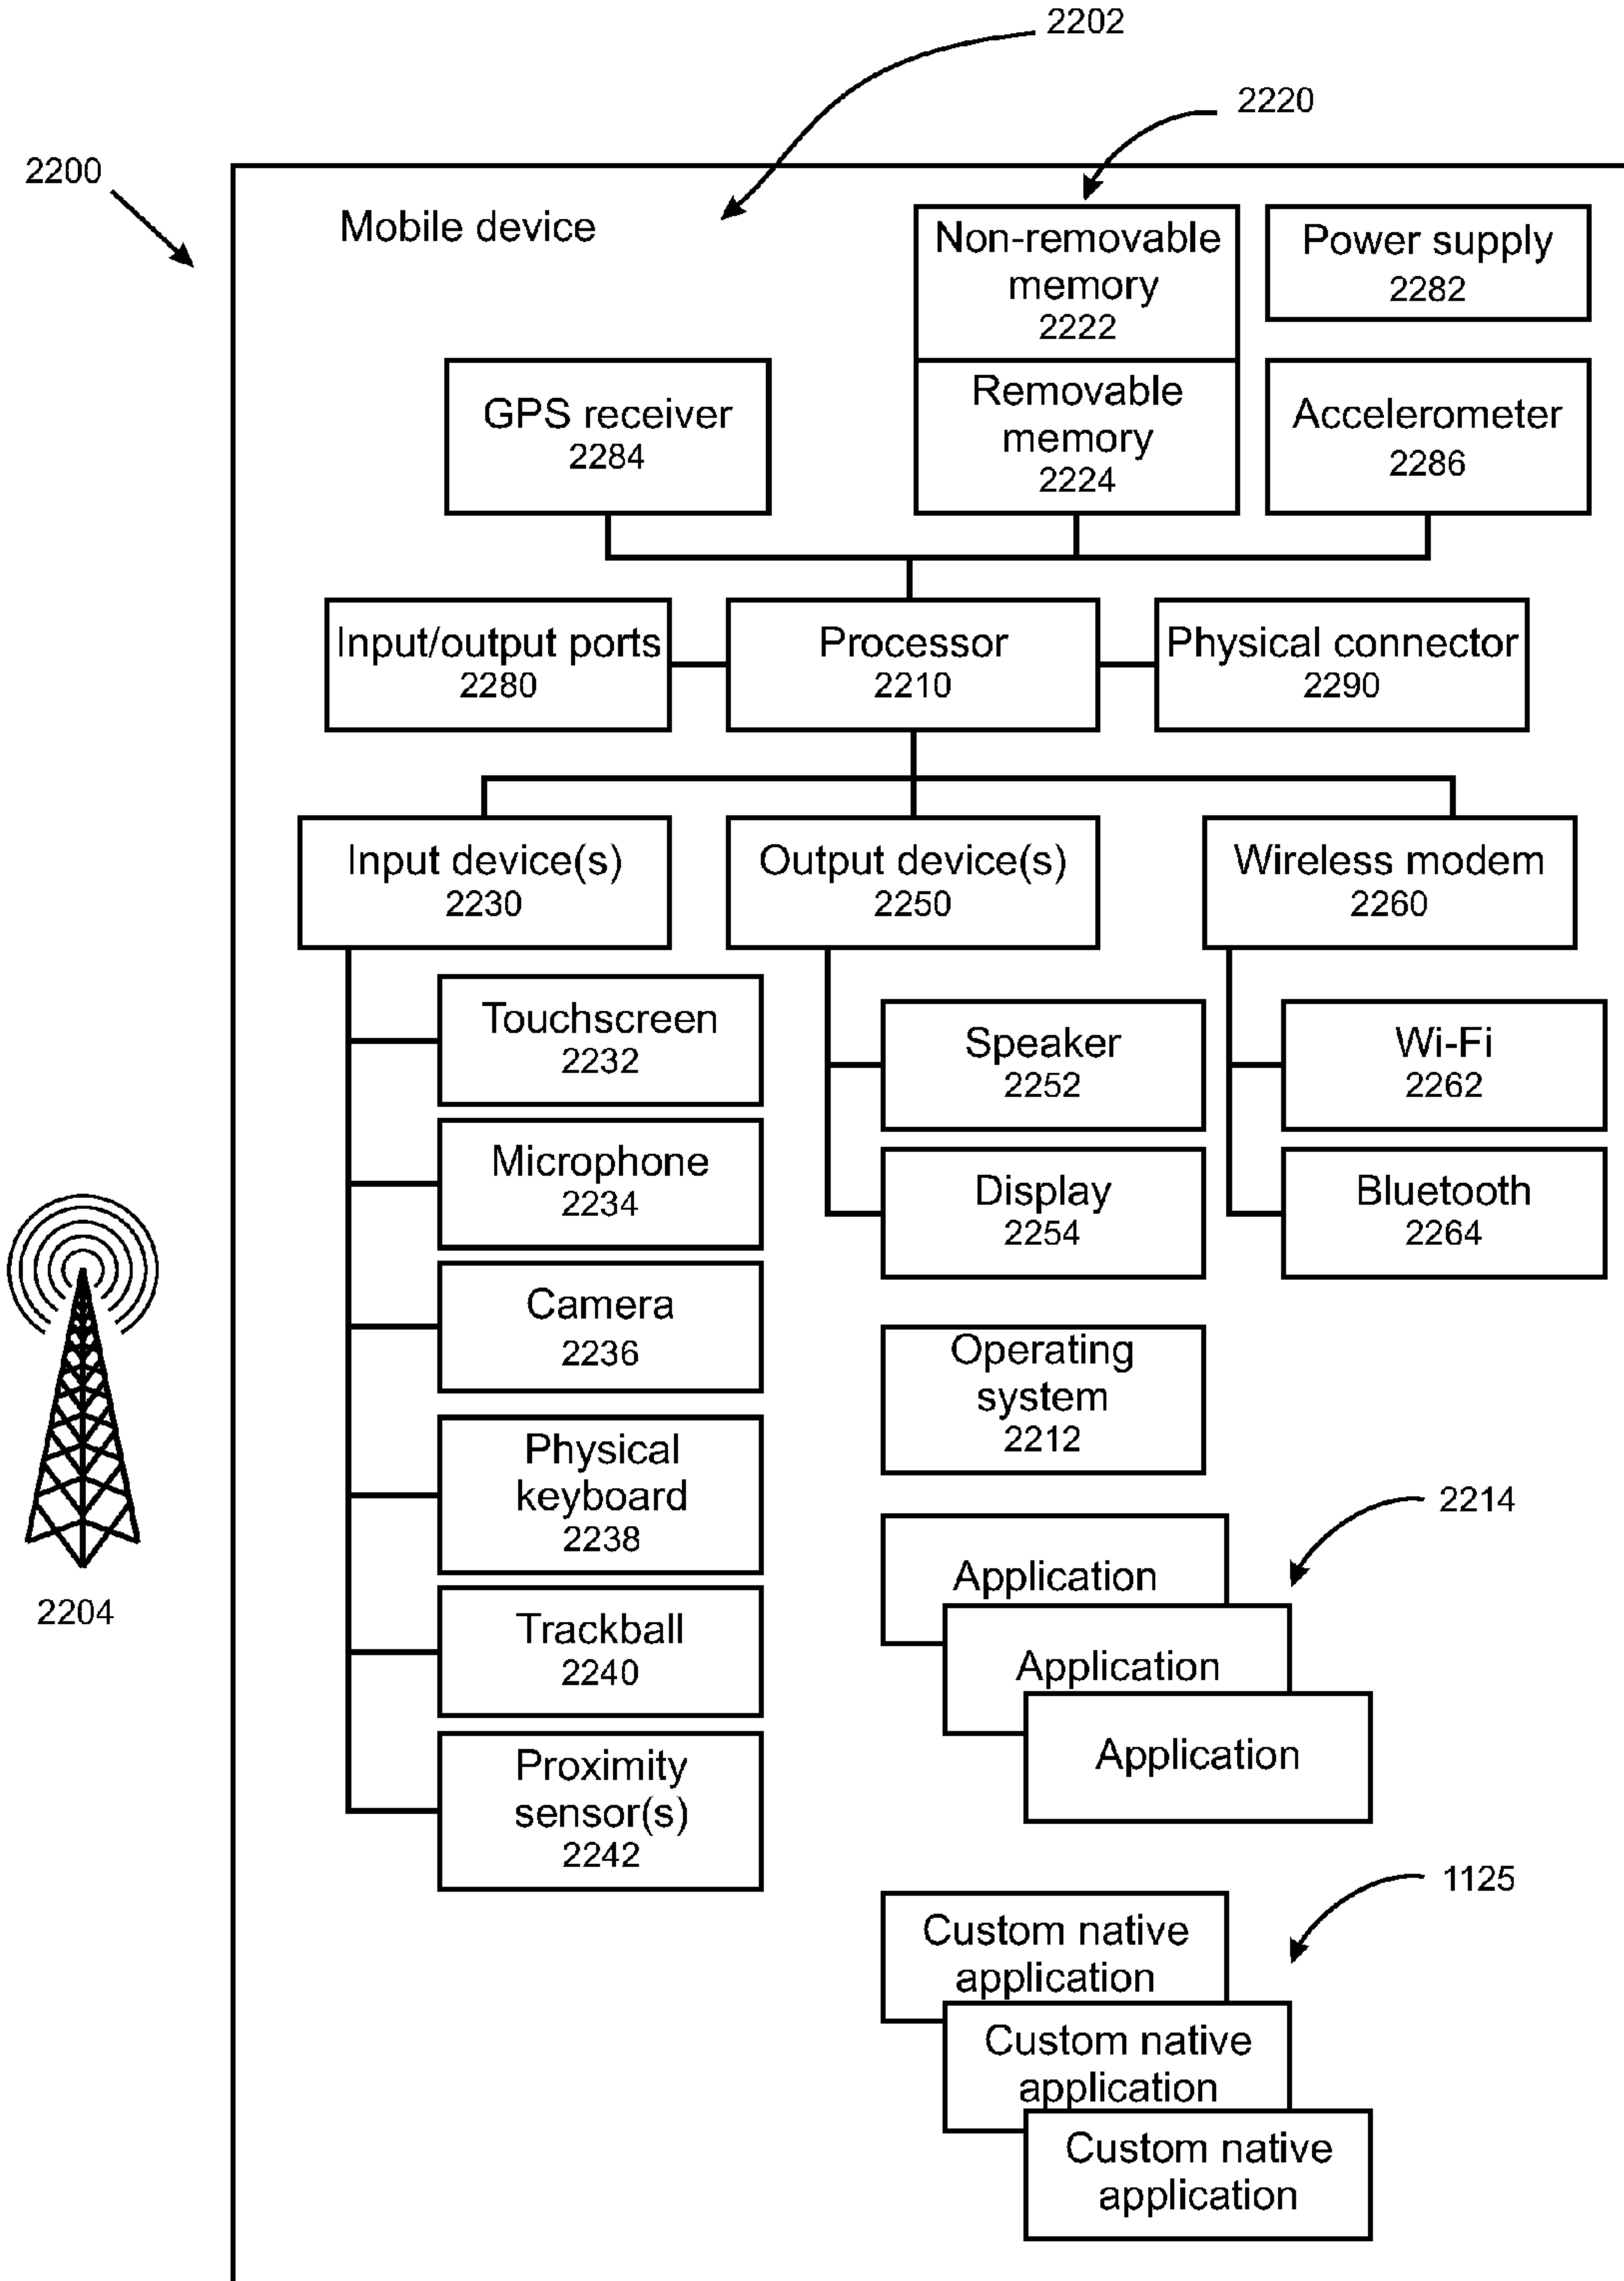 2202
2220
2200
Mobile device
Non-removable
memory
2222
Power supply
2282
GPS receiver
2284
Removable
memory
2224
Accelerometer
2286
Input/output ports
2280
Processor
2210
Physical connector
2290
Input device(s)
2230
Output device(s)
2250
Wireless modem
2260
Touchscreen
2232
Speaker
2252
Wi-Fi
2262
Microphone
2234
Display
2254
Bluetooth
2264
Camera
2236
Operating
system
2212
Physical
keyboard
2238
2214
Application
Application
Application
2204
Trackball
2240
Proximity
sensor(s)
2242
1125
Custom native
application
Custom native
application
Custom native
application